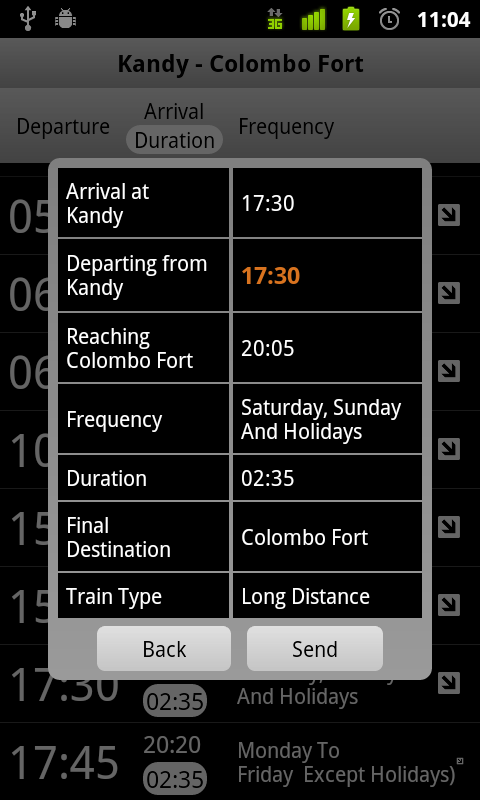 3G
11:04
Kandy - Colombo Fort
Departure
Arrival
Duration
Frequency
Arrival at
Kandy
17:30
Departing from
Kandy
17:30
Reaching
Colombo Fort
20:05
Frequency
Saturday, Sunday
And Holidays
Duration
02:35
Final
Destination
Colombo Fort
Train Type
Long Distance
Back
Send
05
06
06
10
15
15
17:30
02:35
And Holidays
17:45
20:20
02:35
Monday To
Friday Except Holidays)